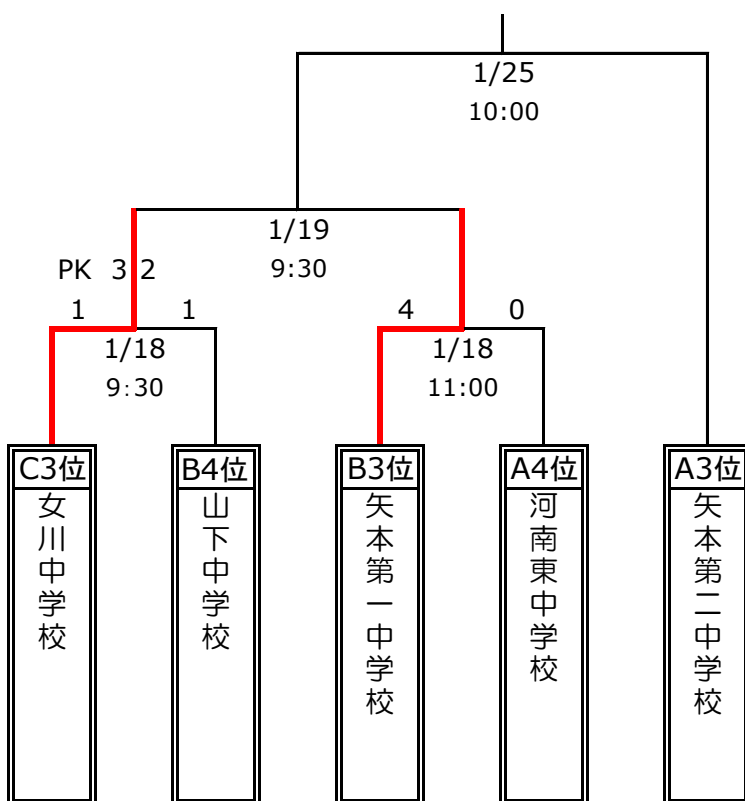 1/25
10:00
1/19
9:30
PK 3 2
1 1 4 0
1/18 1/18
9:30 11:00
C3位 B4位 B3位 A4位 A3位
女川中学校
山下中学校
矢本第一中学校
河南東中学校
矢本第二中学校